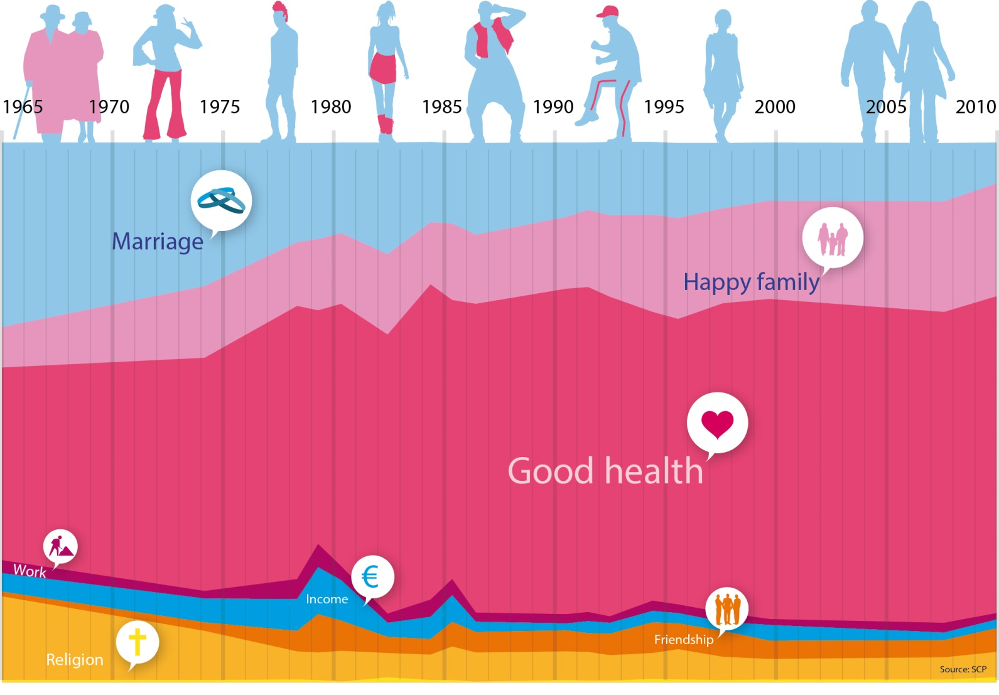 1965 1970 1975 1980 1985 1990 1995 2000 2005 2010
Marriage
Happy family
Good health
Work
Income
Friendship
Religion
Source: SCP
€